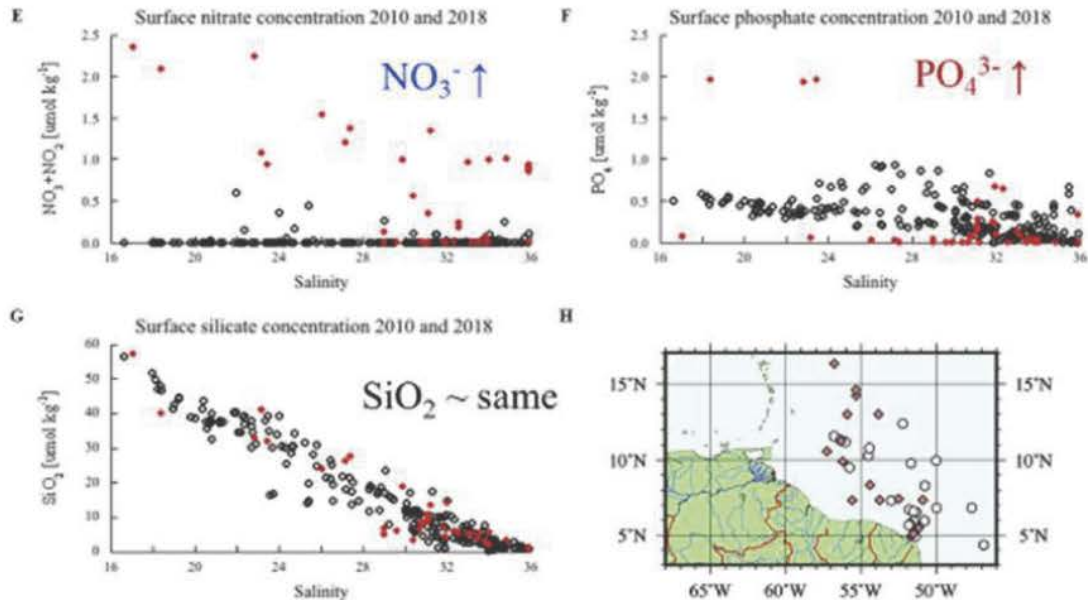 E Surface nitrate concentration 2010 and 2018
2.5
2.0
1.5
1.0
0.5
0.0
NO₃+NO₂ [umol kg⁻¹]
NO₃⁻ ↑
16 20 24 28 32 36
Salinity
F Surface phosphate concentration 2010 and 2018
2.5
2.0
1.5
1.0
0.5
0.0
PO₄ [umol kg⁻¹]
PO₄³⁻ ↑
16 20 24 28 32 36
Salinity
G Surface silicate concentration 2010 and 2018
60
50
40
30
20
10
0
SiO₂ [umol kg⁻¹]
SiO₂ ~ same
16 20 24 28 32 36
Salinity
H
15°N 15°N
10°N 10°N
5°N 5°N
65°W 60°W 55°W 50°W